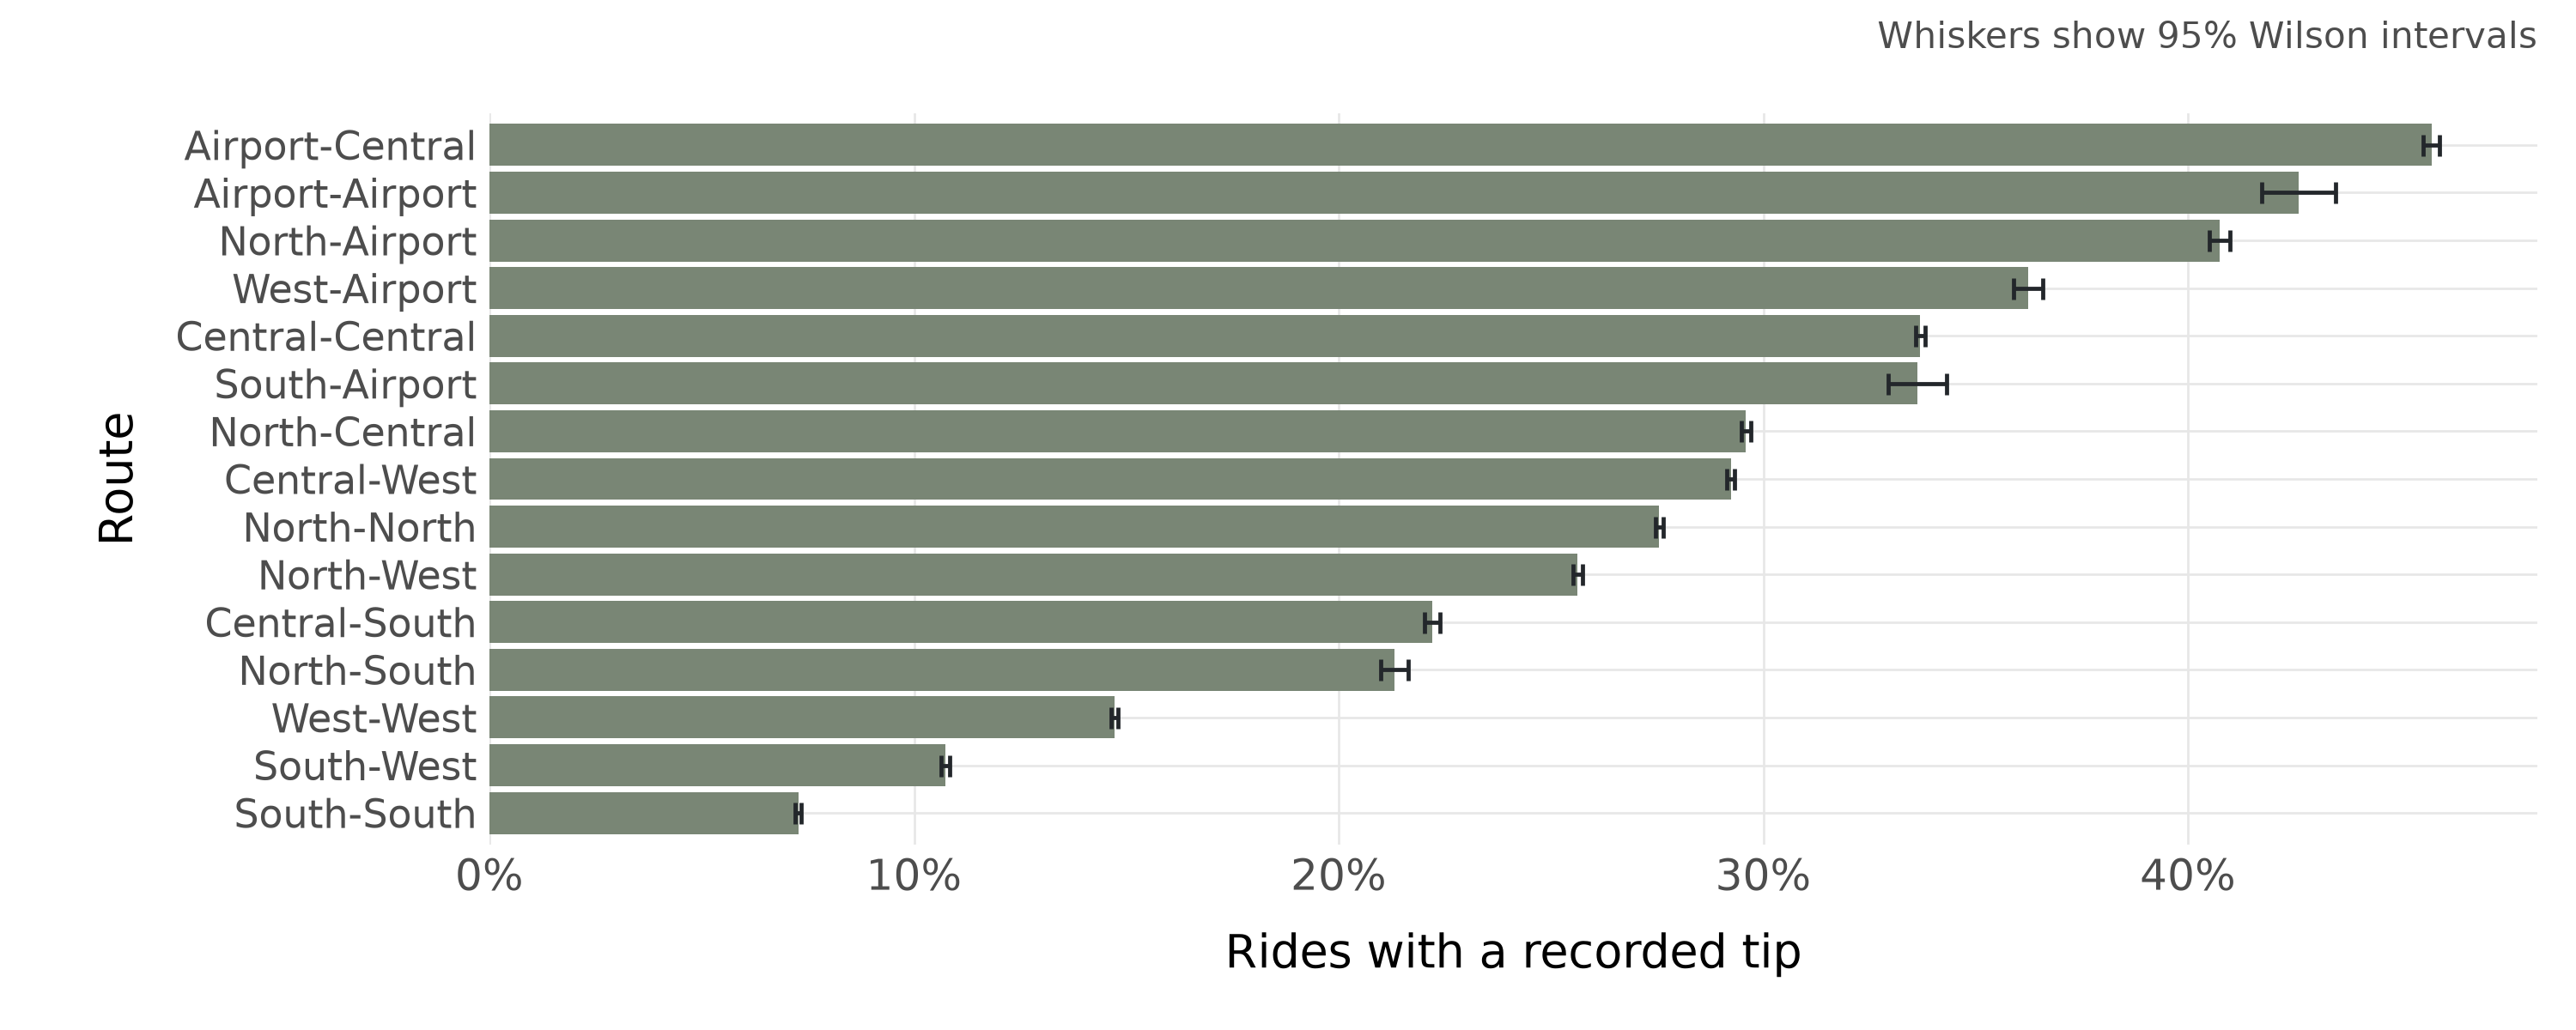 Whiskers show 95% Wilson intervals
Route
Airport-Central
Airport-Airport
North-Airport
West-Airport
Central-Central
South-Airport
North-Central
Central-West
North-North
North-West
Central-South
North-South
West-West
South-West
South-South
0% 10% 20% 30% 40%
Rides with a recorded tip